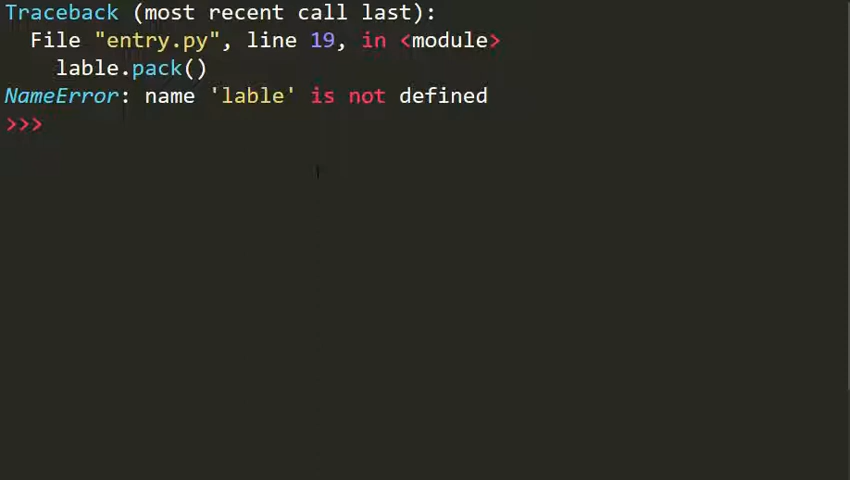 Traceback (most recent call last):
  File "entry.py", line 19, in <module>
    lable.pack()
NameError: name 'lable' is not defined
>>>